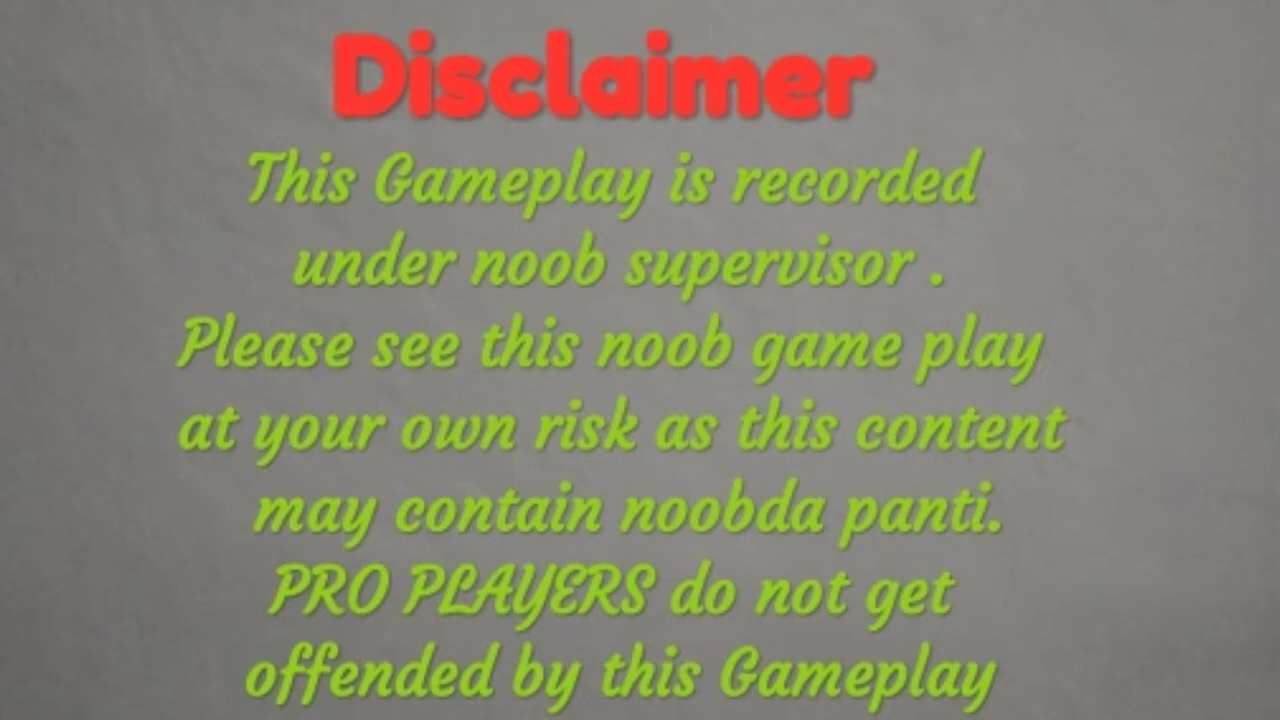 Disclaimer
This Gameplay is recorded
under noob supervisor .
Please see this noob game play
at your own risk as this content
may contain noobda panti.
PRO PLAYERS do not get
offended by this Gameplay